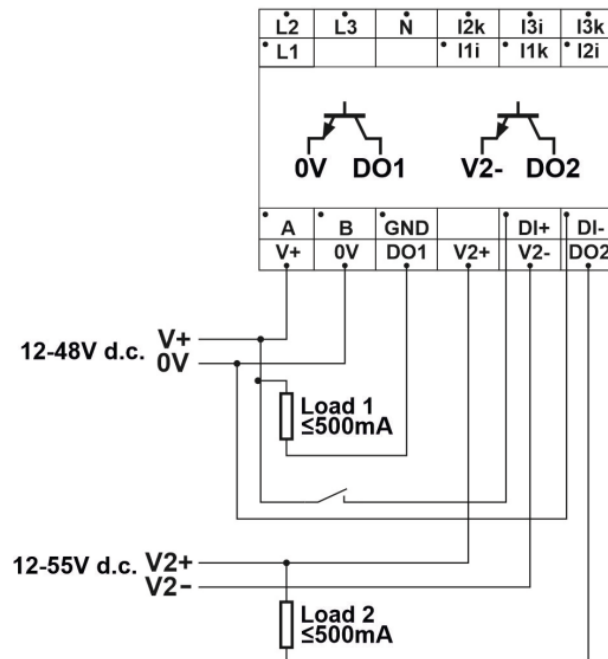 L2 L3 N I2k I3i I3k
L1 I1i I1k I2i
0V DO1 V2- DO2
A B GND DI+ DI-
V+ 0V DO1 V2+ V2- DO2
12-48V d.c. V+
0V
Load 1
≤500mA
12-55V d.c. V2+
V2-
Load 2
≤500mA